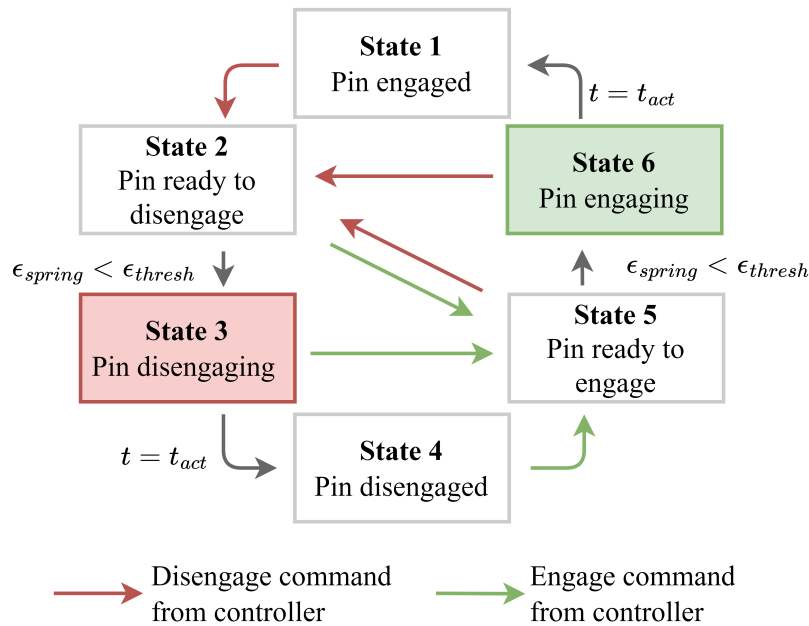 State 1
Pin engaged
t = t_act
State 2
Pin ready to
disengage
State 6
Pin engaging
ϵ_spring < ϵ_thresh
ϵ_spring < ϵ_thresh
State 3
Pin disengaging
State 5
Pin ready to
engage
t = t_act
State 4
Pin disengaged
Disengage command
from controller
Engage command
from controller